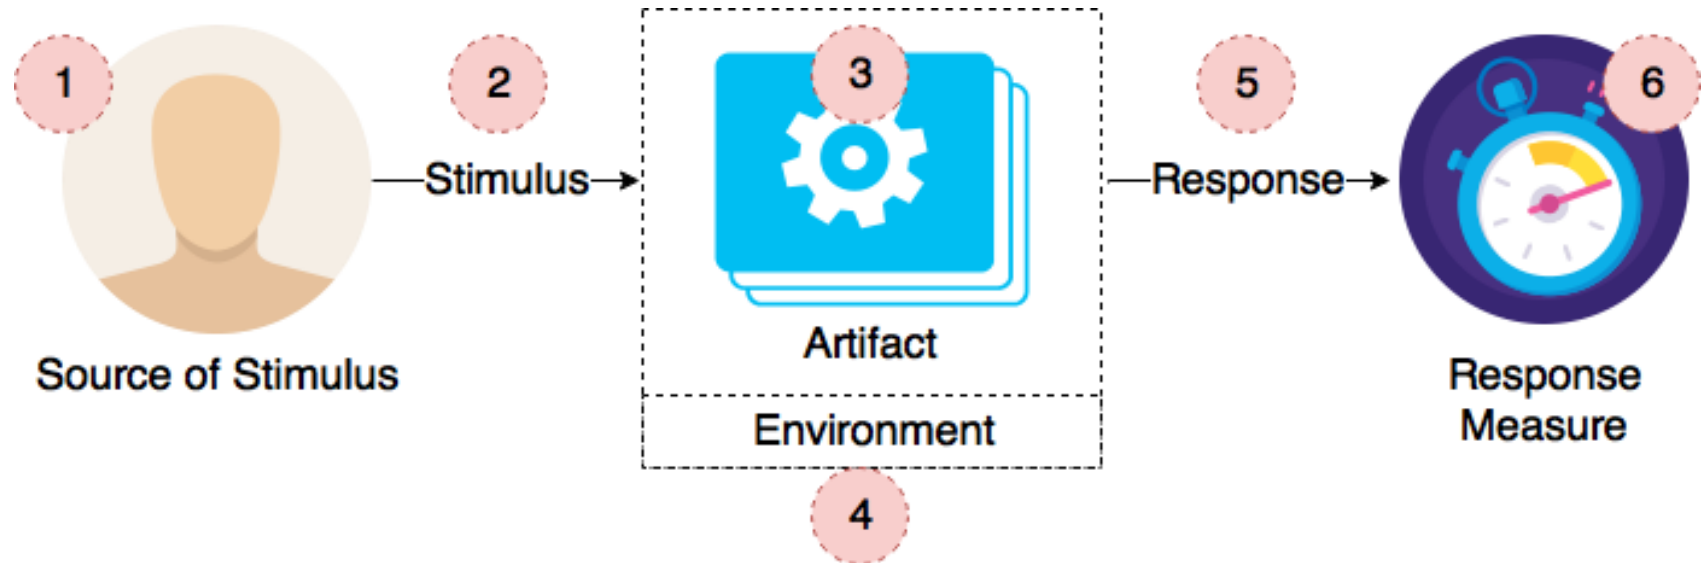 1
2
3
5
6
Stimulus
Response
Artifact
Source of Stimulus
Response
Measure
Environment
4